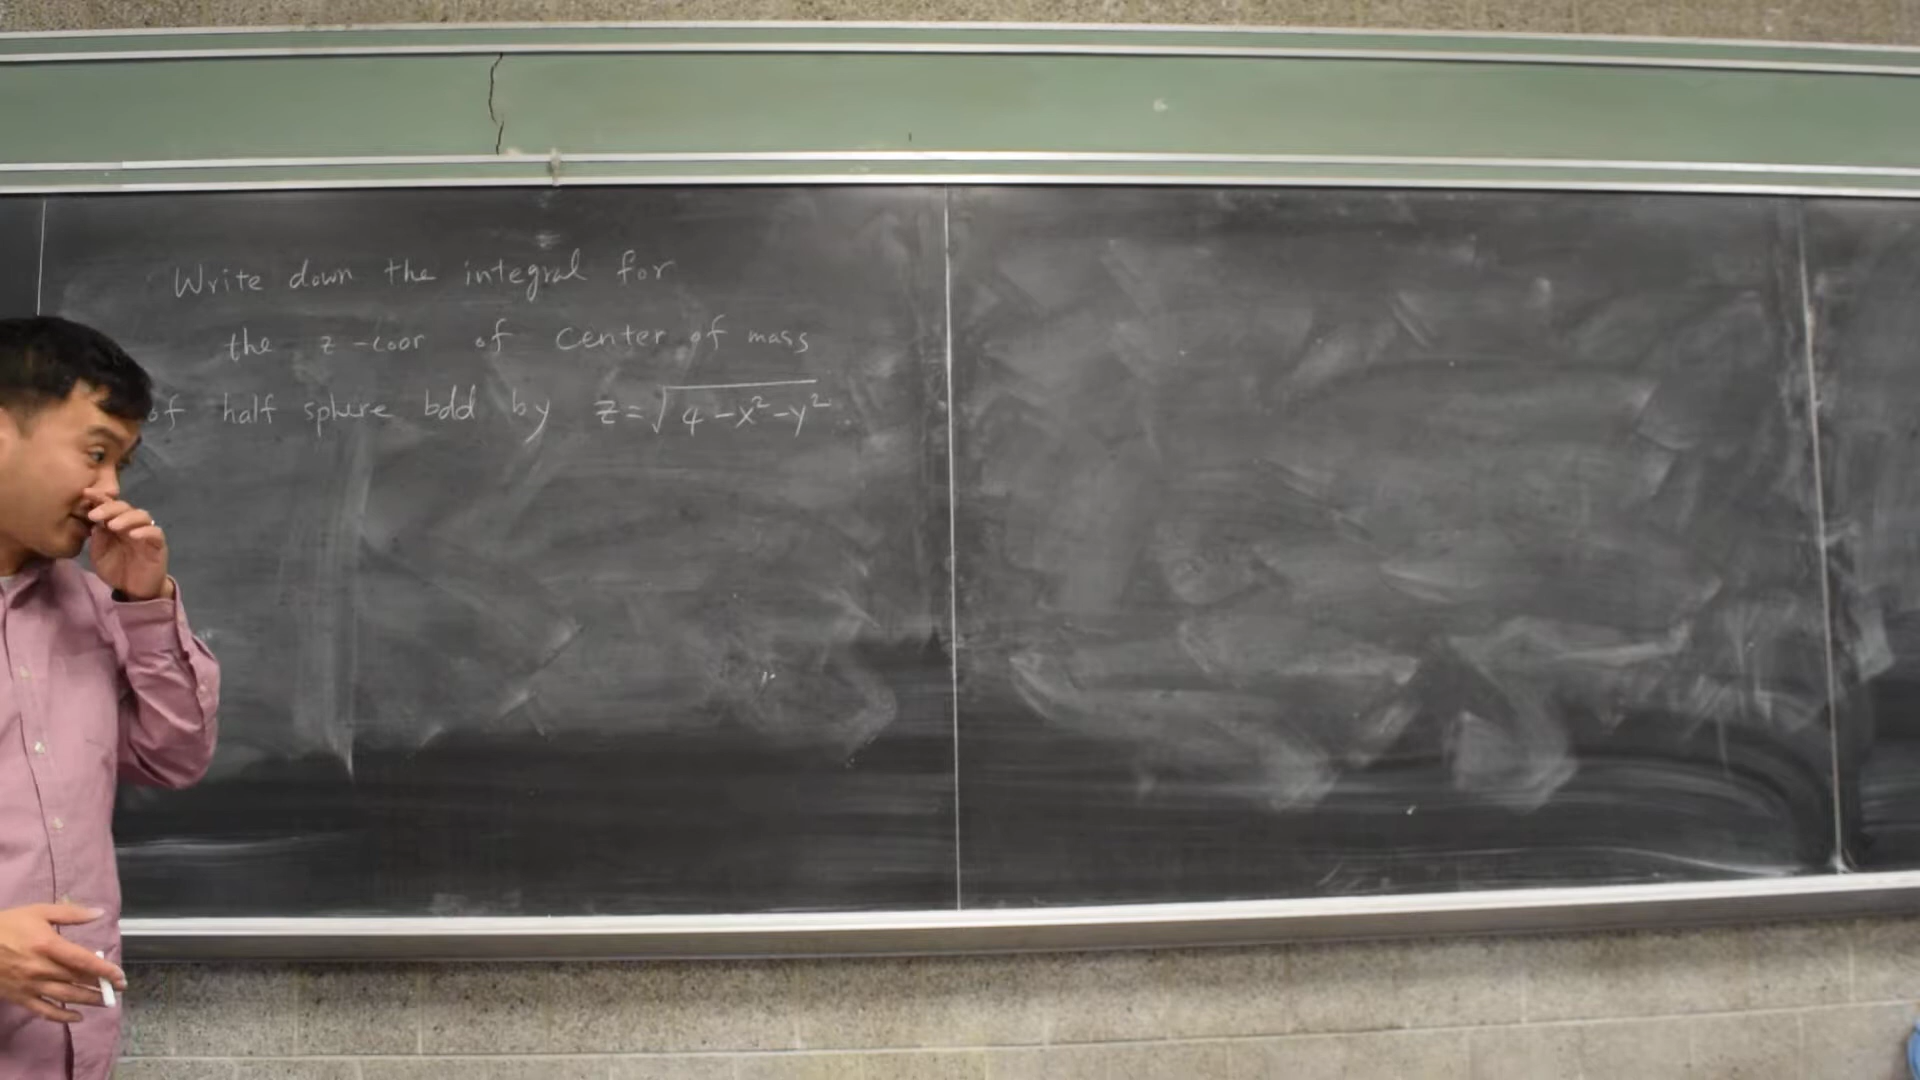 Write down the integral for
the z-coor of center of mass
of half sphere bdd by z=√4-x²-y²